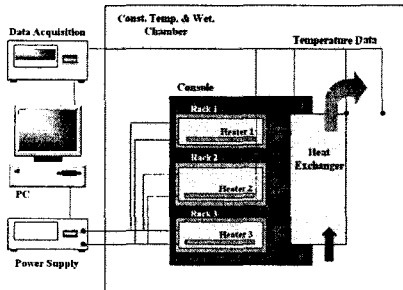 Const. Temp. & Wet.
Chamber
Data Acquisition
Temperature Data
Console
Rack 1
Heater 1
Rack 2
Heater 2
Heat
Exchanger
PC
Rack 3
Heater 3
Power Supply